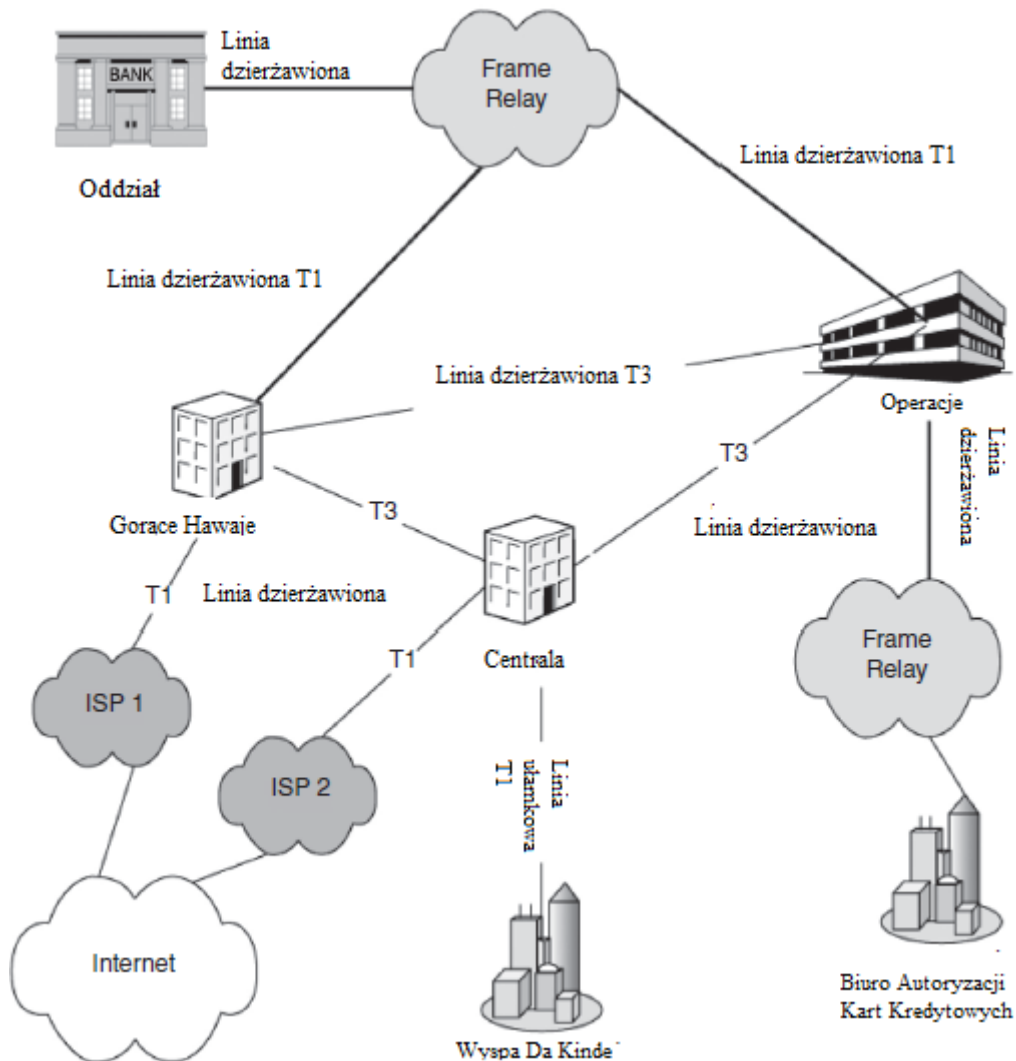 Linia
dzierżawiona
Frame
Relay
BANK
Oddział
Linia dzierżawiona T1
Linia dzierżawiona T1
Linia dzierżawiona T3
Operacje
Linia
dzierżawiona
T3
T3
Gorące Hawaje
Linia dzierżawiona
T1
Linia dzierżawiona
T1
Centrala
Frame
Relay
ISP 1
ISP 2
Linia
ułamkowa
T1
Internet
Biuro Autoryzacji
Kart Kredytowych
Wyspa Da Kinde